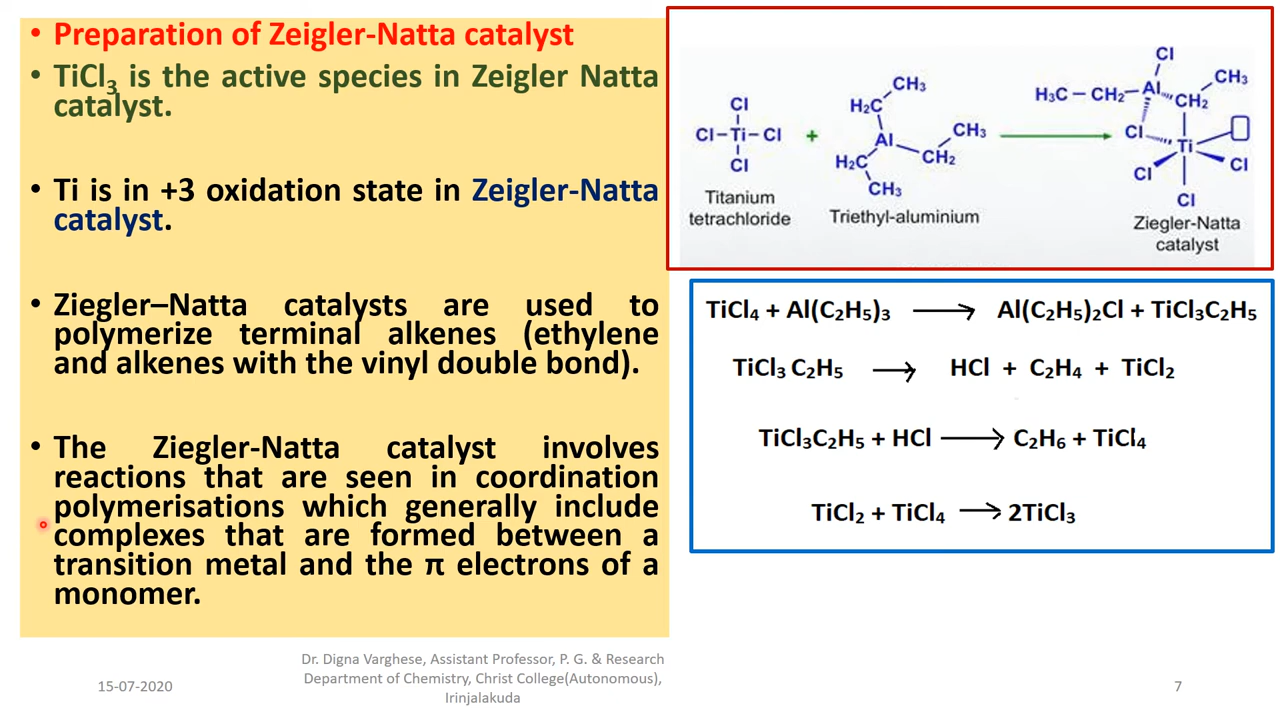 • Preparation of Zeigler-Natta catalyst
• TiCl₃ is the active species in Zeigler Natta
catalyst.
• Ti is in +3 oxidation state in Zeigler-Natta
catalyst.
• Ziegler–Natta catalysts are used to
polymerize terminal alkenes (ethylene
and alkenes with the vinyl double bond).
• The Ziegler-Natta catalyst involves
reactions that are seen in coordination
polymerisations which generally include
complexes that are formed between a
transition metal and the π electrons of a
monomer.
Cl
Cl–Ti–Cl
Cl
Titanium
tetrachloride
+
CH₃
H₂C
Al
CH₃
CH₂
H₂C
CH₃
Triethyl-aluminium
Cl
CH₃
H₃C–CH₂–Al
CH₂
Cl
Ti
Cl
Cl
Cl
Ziegler-Natta
catalyst
TiCl₄ + Al(C₂H₅)₃ → Al(C₂H₅)₂Cl + TiCl₃C₂H₅
TiCl₃ C₂H₅ → HCl + C₂H₄ + TiCl₂
TiCl₃C₂H₅ + HCl → C₂H₆ + TiCl₄
TiCl₂ + TiCl₄ → 2TiCl₃
15-07-2020
Dr. Digna Varghese, Assistant Professor, P. G. & Research
Department of Chemistry, Christ College(Autonomous),
Irinjalakuda
7